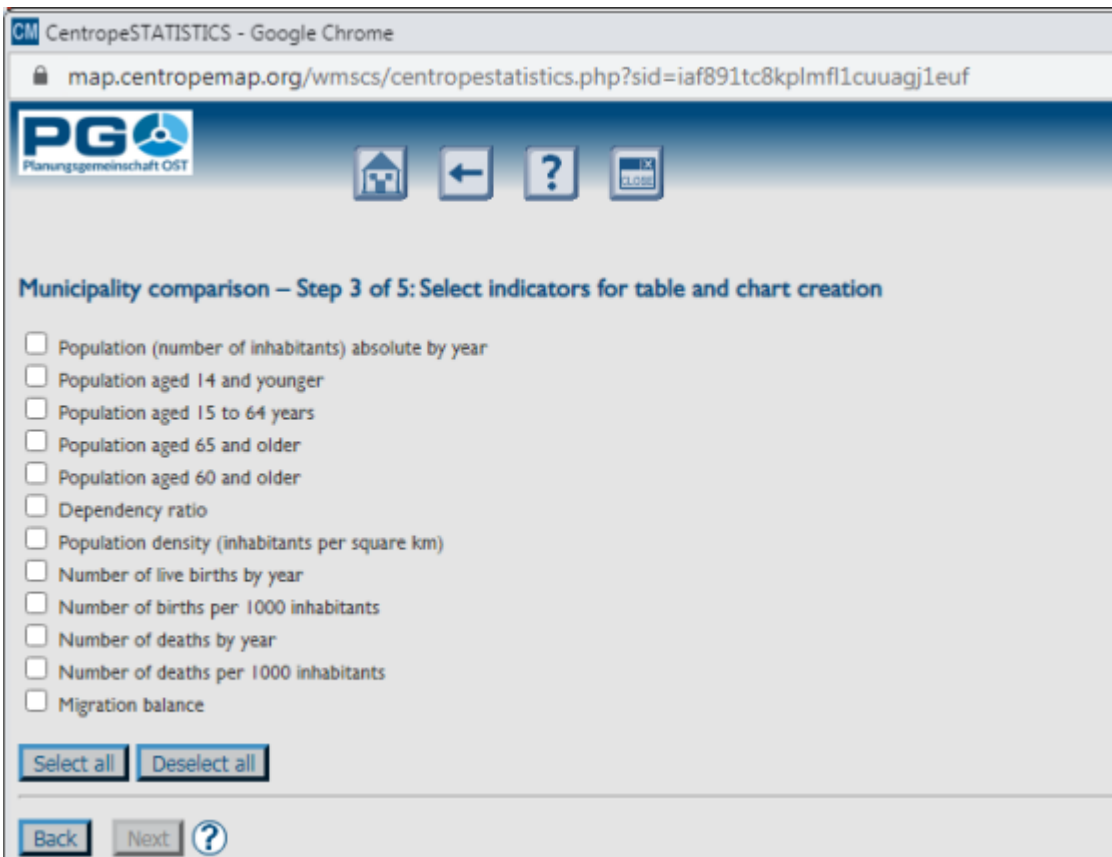 CM CentropeSTATISTICS - Google Chrome
map.centropemap.org/wmscs/centropestatistics.php?sid=iaf891tc8kplmfl1cuuagj1euf
PGO
Planungsgemeinschaft OST
?
X
CLOSE
Municipality comparison – Step 3 of 5: Select indicators for table and chart creation
Population (number of inhabitants) absolute by year
Population aged 14 and younger
Population aged 15 to 64 years
Population aged 65 and older
Population aged 60 and older
Dependency ratio
Population density (inhabitants per square km)
Number of live births by year
Number of births per 1000 inhabitants
Number of deaths by year
Number of deaths per 1000 inhabitants
Migration balance
Select all Deselect all
Back Next ?